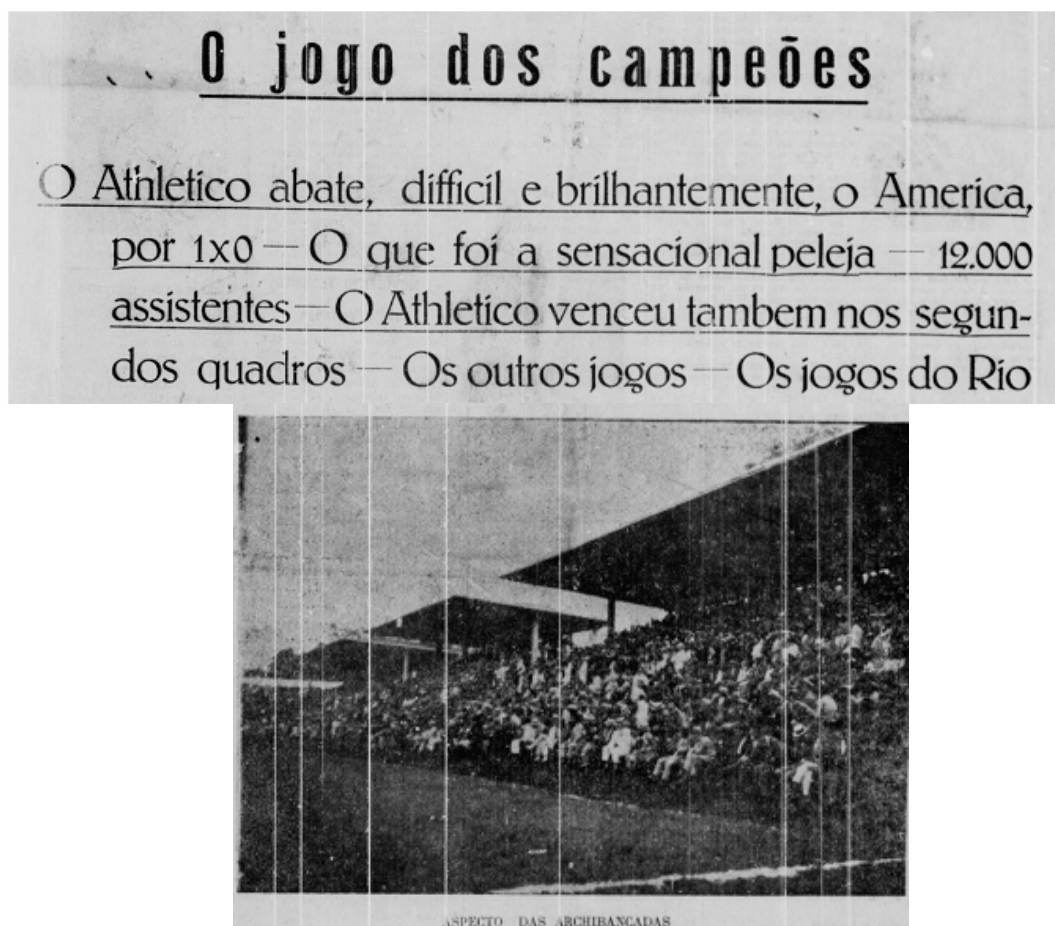 O jogo dos campeões
O Athletico abate, difficil e brilhantemente, o America,
por 1x0 — O que foi a sensacional peleja — 12.000
assistentes — O Athletico venceu tambem nos segun-
dos quadros — Os outros jogos — Os jogos do Rio
ASPECTO DAS ARCHIBANCADAS